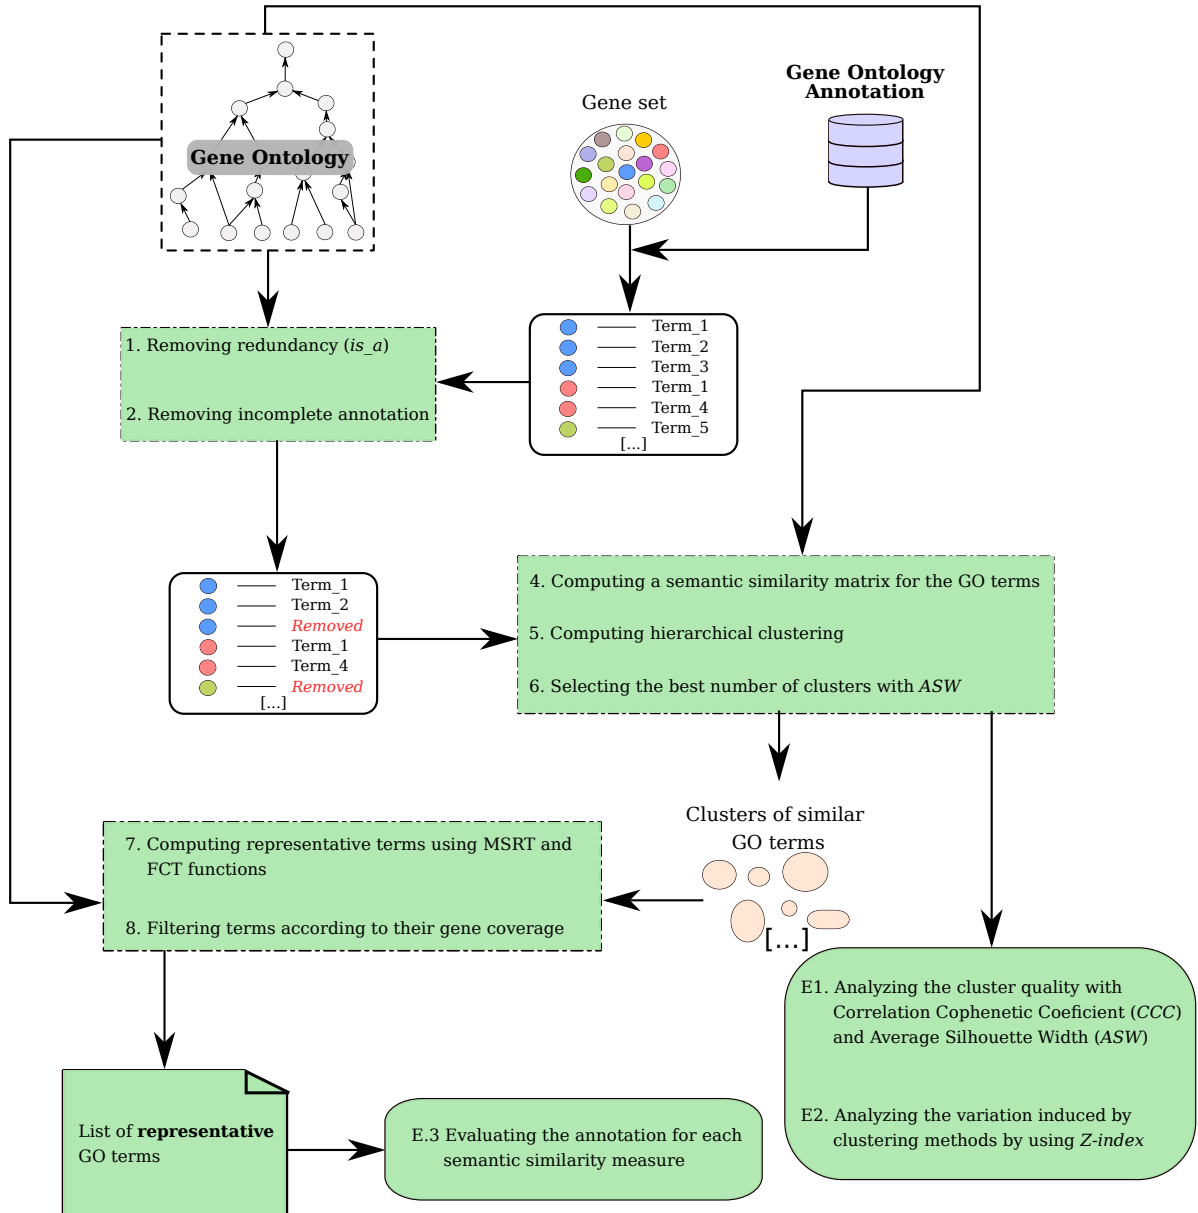 Gene Ontology
Gene set
Gene Ontology
Annotation
1. Removing redundancy (is_a)
2. Removing incomplete annotation
Term_1
Term_2
Term_3
Term_1
Term_4
Term_5
[...]
Term_1
Term_2
Removed
Term_1
Term_4
Removed
[...]
4. Computing a semantic similarity matrix for the GO terms
5. Computing hierarchical clustering
6. Selecting the best number of clusters with ASW
Clusters of similar
GO terms
[...]
7. Computing representative terms using MSRT and
FCT functions
8. Filtering terms according to their gene coverage
E1. Analyzing the cluster quality with
Correlation Cophenetic Coeficient (CCC)
and Average Silhouette Width (ASW)
E2. Analyzing the variation induced by
clustering methods by using Z-index
List of representative
GO terms
E.3 Evaluating the annotation for each
semantic similarity measure